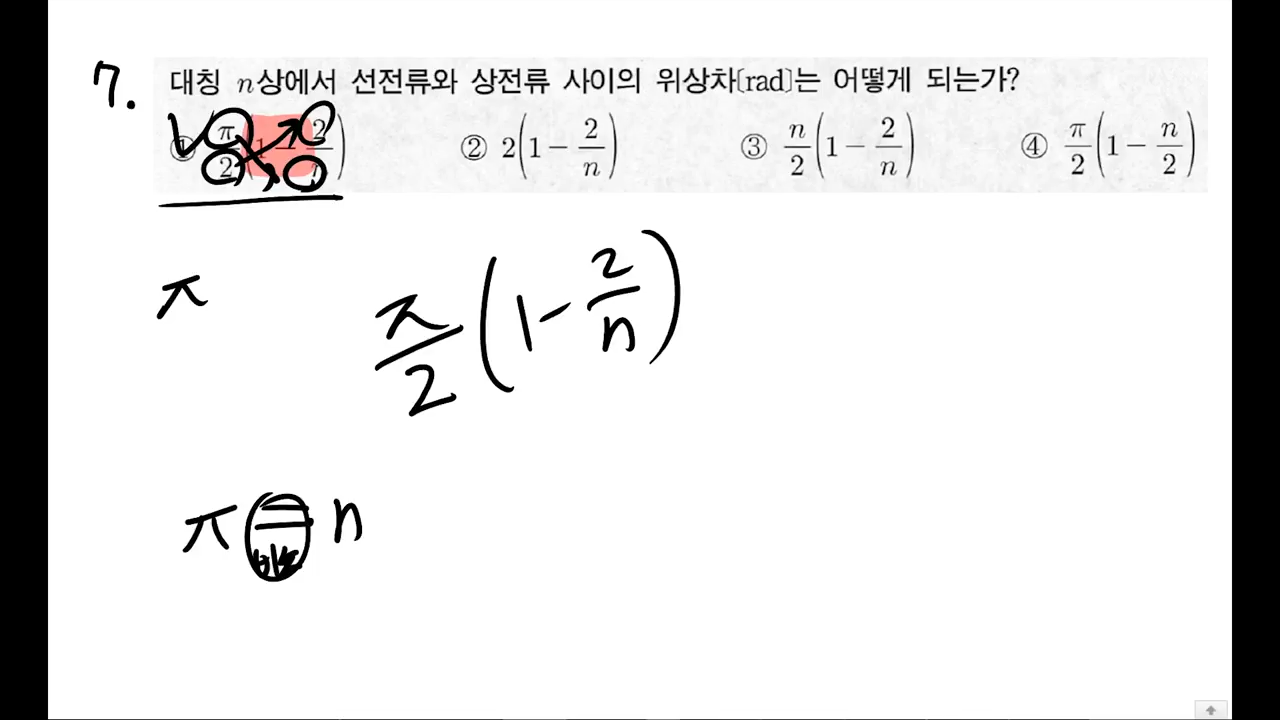 7. 대칭 n상에서 선전류와 상전류 사이의 위상차[rad]는 어떻게 되는가?
① π/2(1 - 2/n) ② 2(1 - 2/n) ③ n/2(1 - 2/n) ④ π/2(1 - n/2)
π π/2(1 - 2/n)
π = n
비슷